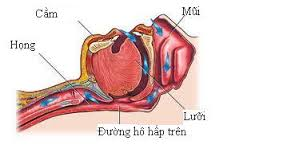 Cằm
Mũi
Họng
Lưỡi
Đường hô hấp trên